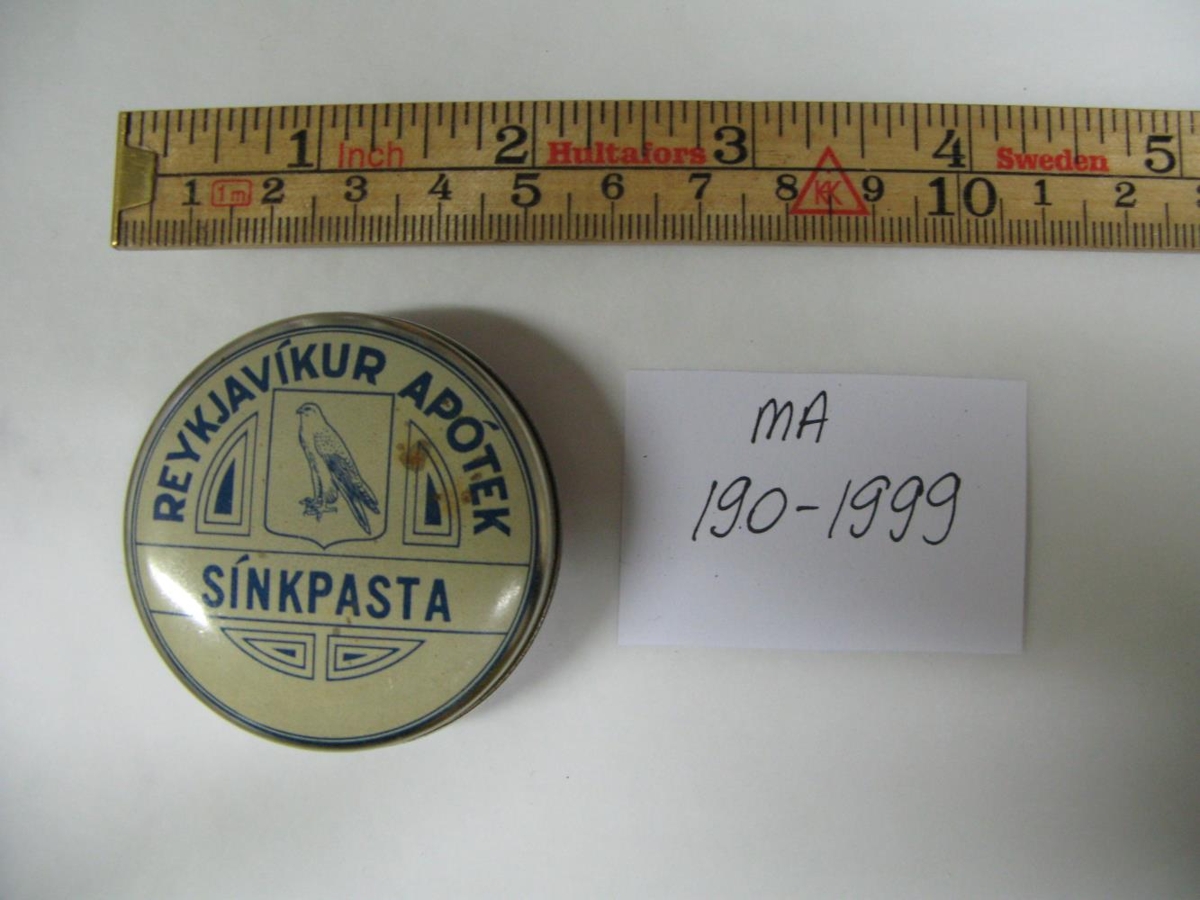 1 Inch 2 Hultafors 3 4 Sweden 5
1 1m 2 3 4 5 6 7 8 KK 9 10 1 2
REYKJAVÍKUR APÓTEK
SÍNKPASTA
MA
190-1999